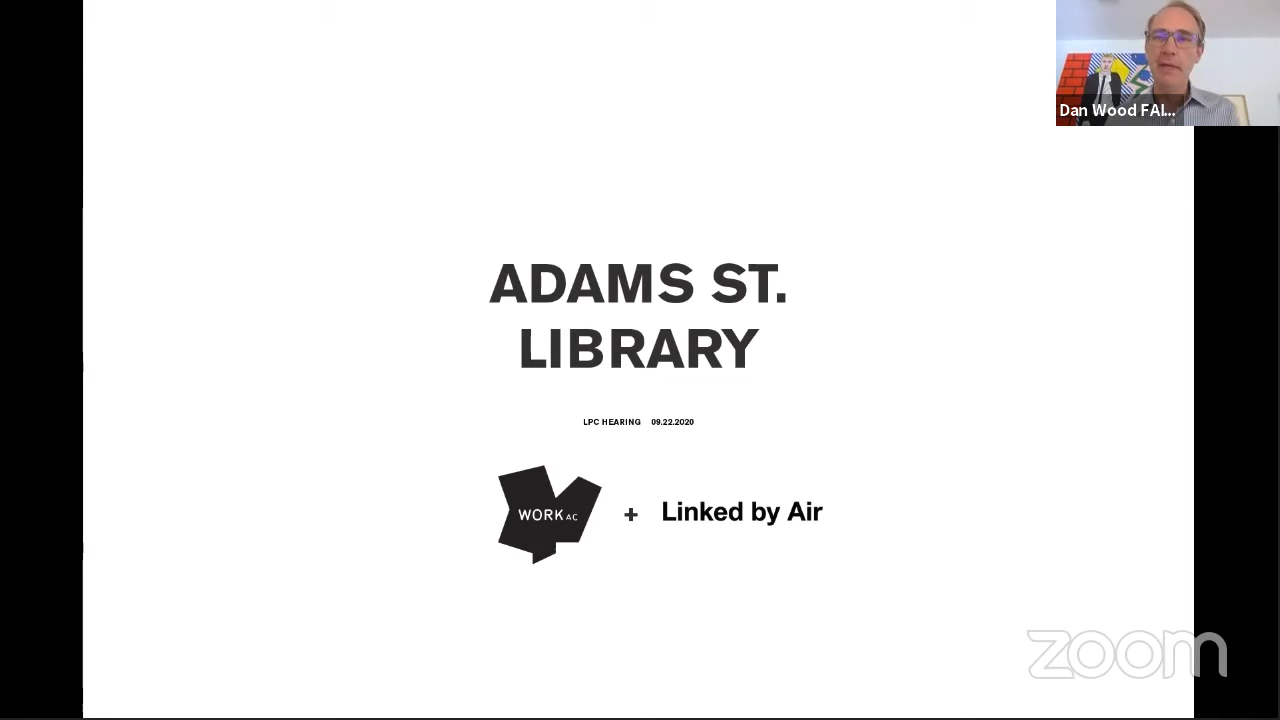 Dan Wood FAI...
ADAMS ST.
LIBRARY
LPC HEARING 09.22.2020
WORK AC + Linked by Air
zoom